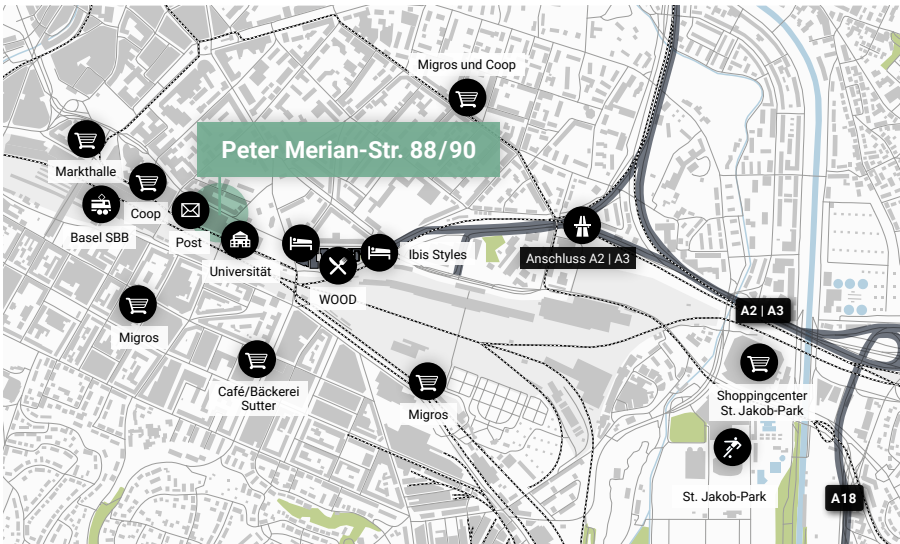 Migros und Coop
Peter Merian-Str. 88/90
Markthalle
Coop
Basel SBB
Post
Universität
Ibis Styles
Anschluss A2 | A3
WOOD
A2 | A3
Migros
Café/Bäckerei
Sutter
Migros
Shoppingcenter
St. Jakob-Park
St. Jakob-Park
A18